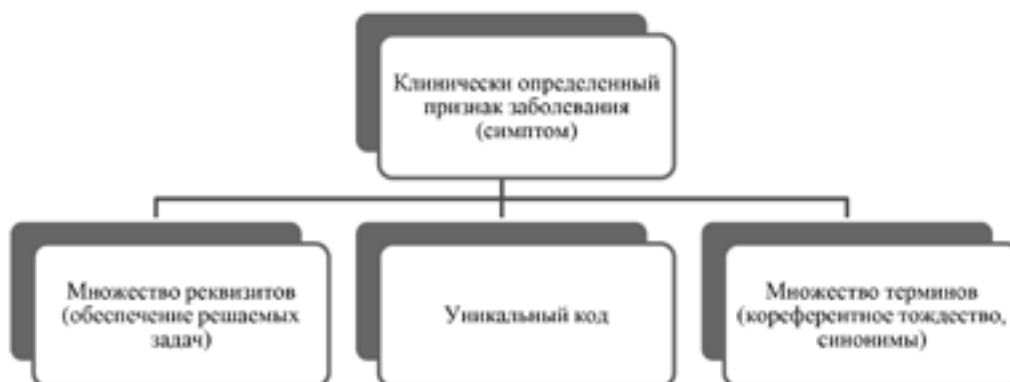 Клинически определенный
признак заболевания
(симптом)
Множество реквизитов
(обеспечение решаемых
задач)
Уникальный код
Множество терминов
(кореферентное тождество,
синонимы)